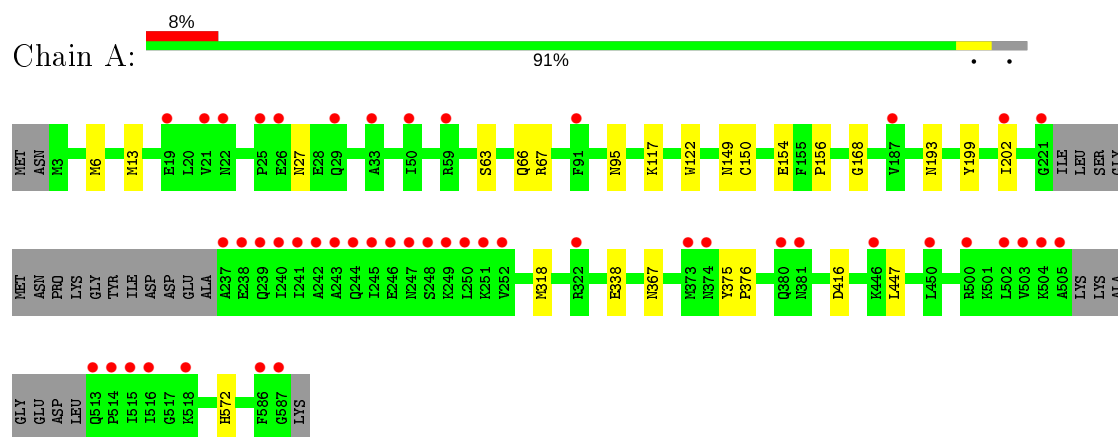 8%
Chain A:
91%
MET ASN M3 M6 M13 E19 L20 V21 N22 P25 E26 N27 E28 Q29 A33 I50 R59 S63 Q66 R67 F91 N95 K117 W122 N149 C150 E154 F155 P156 G168 V187 N193 Y199 I202 G221 ILE LEU SER GLY
MET ASN PRO LYS GLY TYR ILE ASP ASP GLU ALA A237 E238 Q239 I240 I241 A242 A243 Q244 I245 E246 N247 S248 K249 L250 K251 V252 M318 R322 E338 N367 M373 N374 Y375 P376 Q380 N381 D416 K446 L447 L450 R500 K501 L502 V503 K504 A505 LYS LYS ALA
GLY GLU ASP LEU Q513 P514 I515 I516 G517 K518 H572 F586 G587 LYS